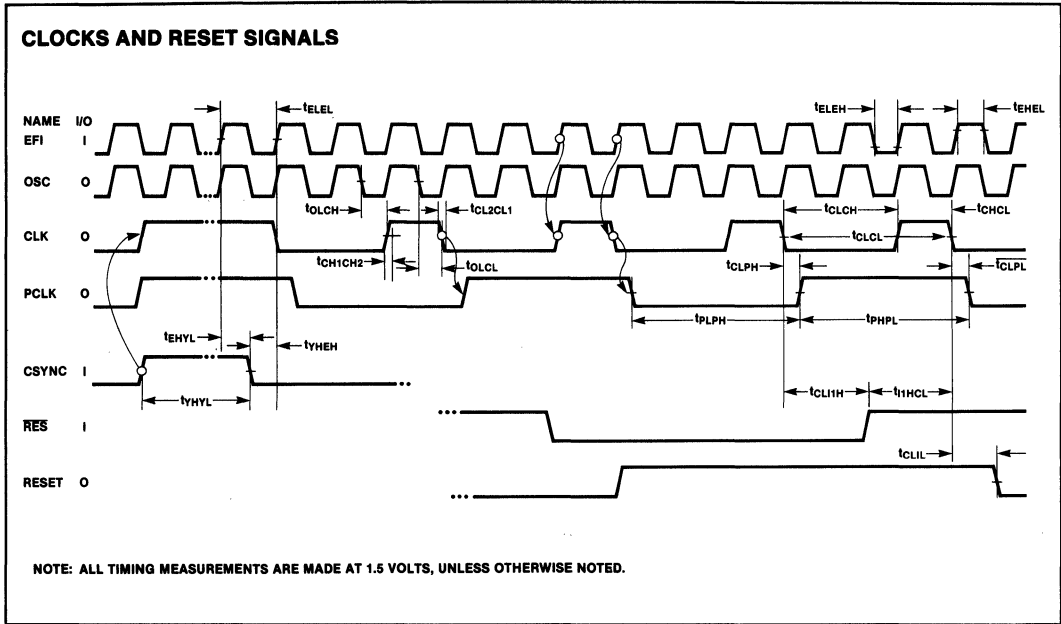 CLOCKS AND RESET SIGNALS
NAME I/O
tELEL
tELEH
tEHEL
EFI I
OSC O
tOLCH
tCL2CL1
tCLCH
tCHCL
CLK O
tCLCL
tCH1CH2
tOLCL
tCLPH
tCLPL
PCLK O
tPLPH
tPHPL
tEHYL
tYHEH
CSYNC I
tYHYL
tCLI1H
tI1HCL
RES I
tCLIL
RESET O
NOTE: ALL TIMING MEASUREMENTS ARE MADE AT 1.5 VOLTS, UNLESS OTHERWISE NOTED.